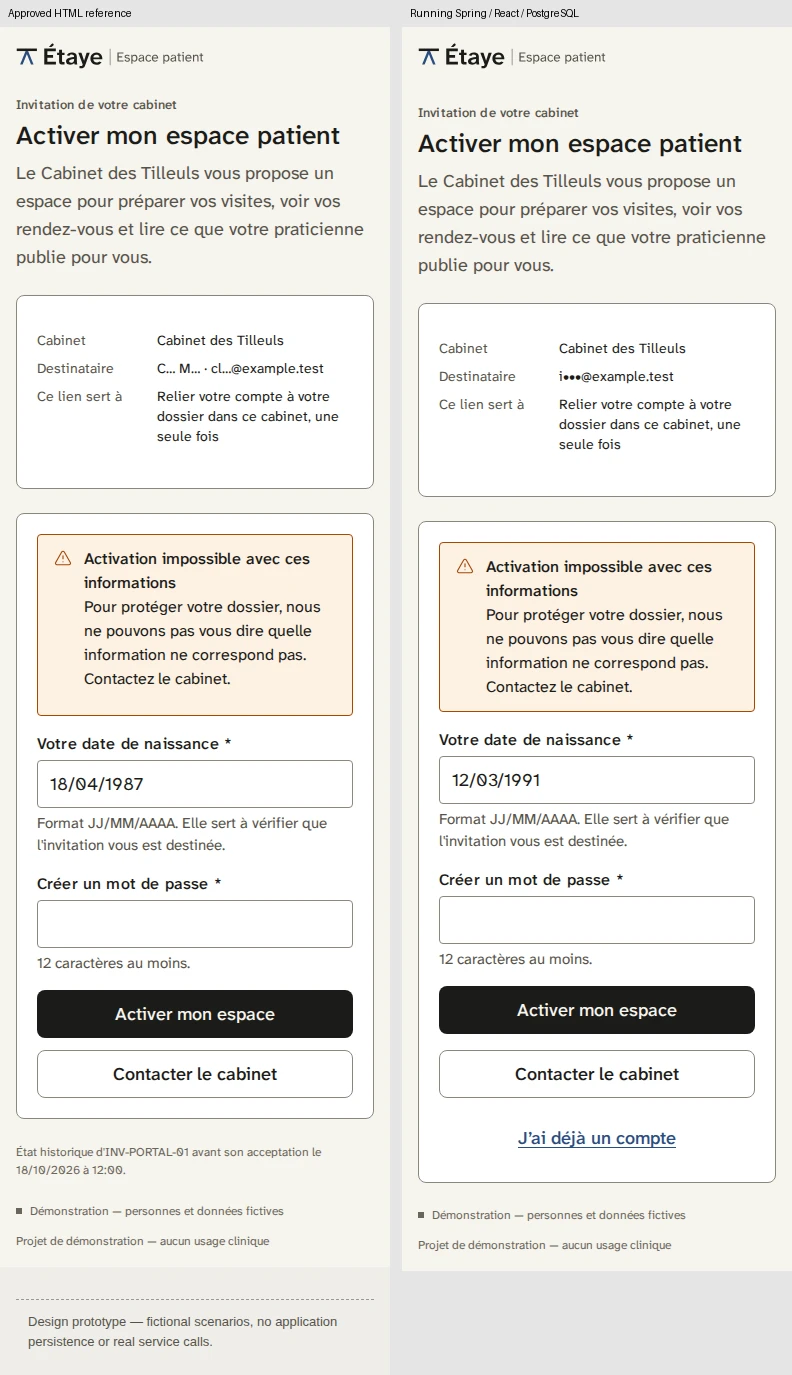 Approved HTML reference
Étaye
Espace patient
Invitation de votre cabinet
Activer mon espace patient
Le Cabinet des Tilleuls vous propose un
espace pour préparer vos visites, voir vos
rendez-vous et lire ce que votre praticienne
publie pour vous.
Cabinet
Cabinet des Tilleuls
Destinataire
C… M… · cl…@example.test
Ce lien sert à
Relier votre compte à votre
dossier dans ce cabinet, une
seule fois
Activation impossible avec ces
informations
Pour protéger votre dossier, nous
ne pouvons pas vous dire quelle
information ne correspond pas.
Contactez le cabinet.
Votre date de naissance *
18/04/1987
Format JJ/MM/AAAA. Elle sert à vérifier que
l'invitation vous est destinée.
Créer un mot de passe *
12 caractères au moins.
Activer mon espace
Contacter le cabinet
État historique d'INV-PORTAL-01 avant son acceptation le
18/10/2026 à 12:00.
Démonstration — personnes et données fictives
Projet de démonstration — aucun usage clinique
Design prototype — fictional scenarios, no application
persistence or real service calls.
Running Spring / React / PostgreSQL
Étaye
Espace patient
Invitation de votre cabinet
Activer mon espace patient
Le Cabinet des Tilleuls vous propose un
espace pour préparer vos visites, voir vos
rendez-vous et lire ce que votre praticienne
publie pour vous.
Cabinet
Cabinet des Tilleuls
Destinataire
i•••@example.test
Ce lien sert à
Relier votre compte à votre
dossier dans ce cabinet, une
seule fois
Activation impossible avec ces
informations
Pour protéger votre dossier, nous
ne pouvons pas vous dire quelle
information ne correspond pas.
Contactez le cabinet.
Votre date de naissance *
12/03/1991
Format JJ/MM/AAAA. Elle sert à vérifier que
l'invitation vous est destinée.
Créer un mot de passe *
12 caractères au moins.
Activer mon espace
Contacter le cabinet
J'ai déjà un compte
Démonstration — personnes et données fictives
Projet de démonstration — aucun usage clinique